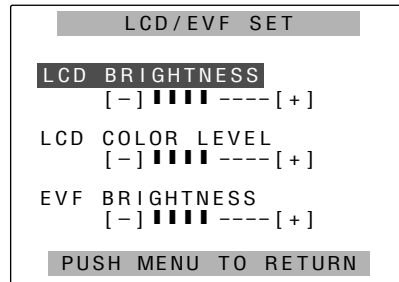 LCD/EVF SET
LCD BRIGHTNESS
[–]▮▮▮▮----[+]
LCD COLOR LEVEL
[–]▮▮▮▮----[+]
EVF BRIGHTNESS
[–]▮▮▮▮----[+]
PUSH MENU TO RETURN